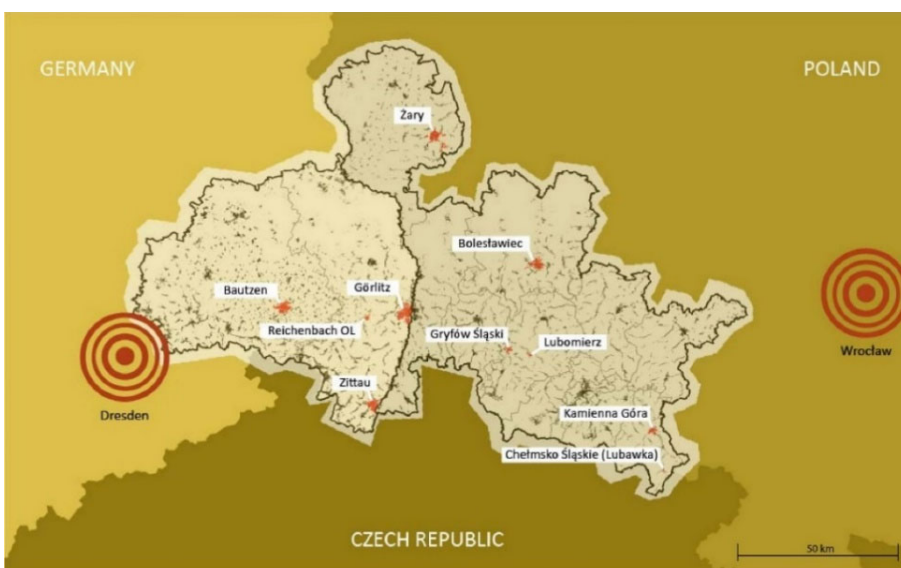 GERMANY
POLAND
Żary
Bolesławiec
Bautzen
Görlitz
Reichenbach OL
Gryfów Śląski
Lubomierz
Wrocław
Zittau
Dresden
Kamienna Góra
Chełmsko Śląskie (Lubawka)
CZECH REPUBLIC
50 km